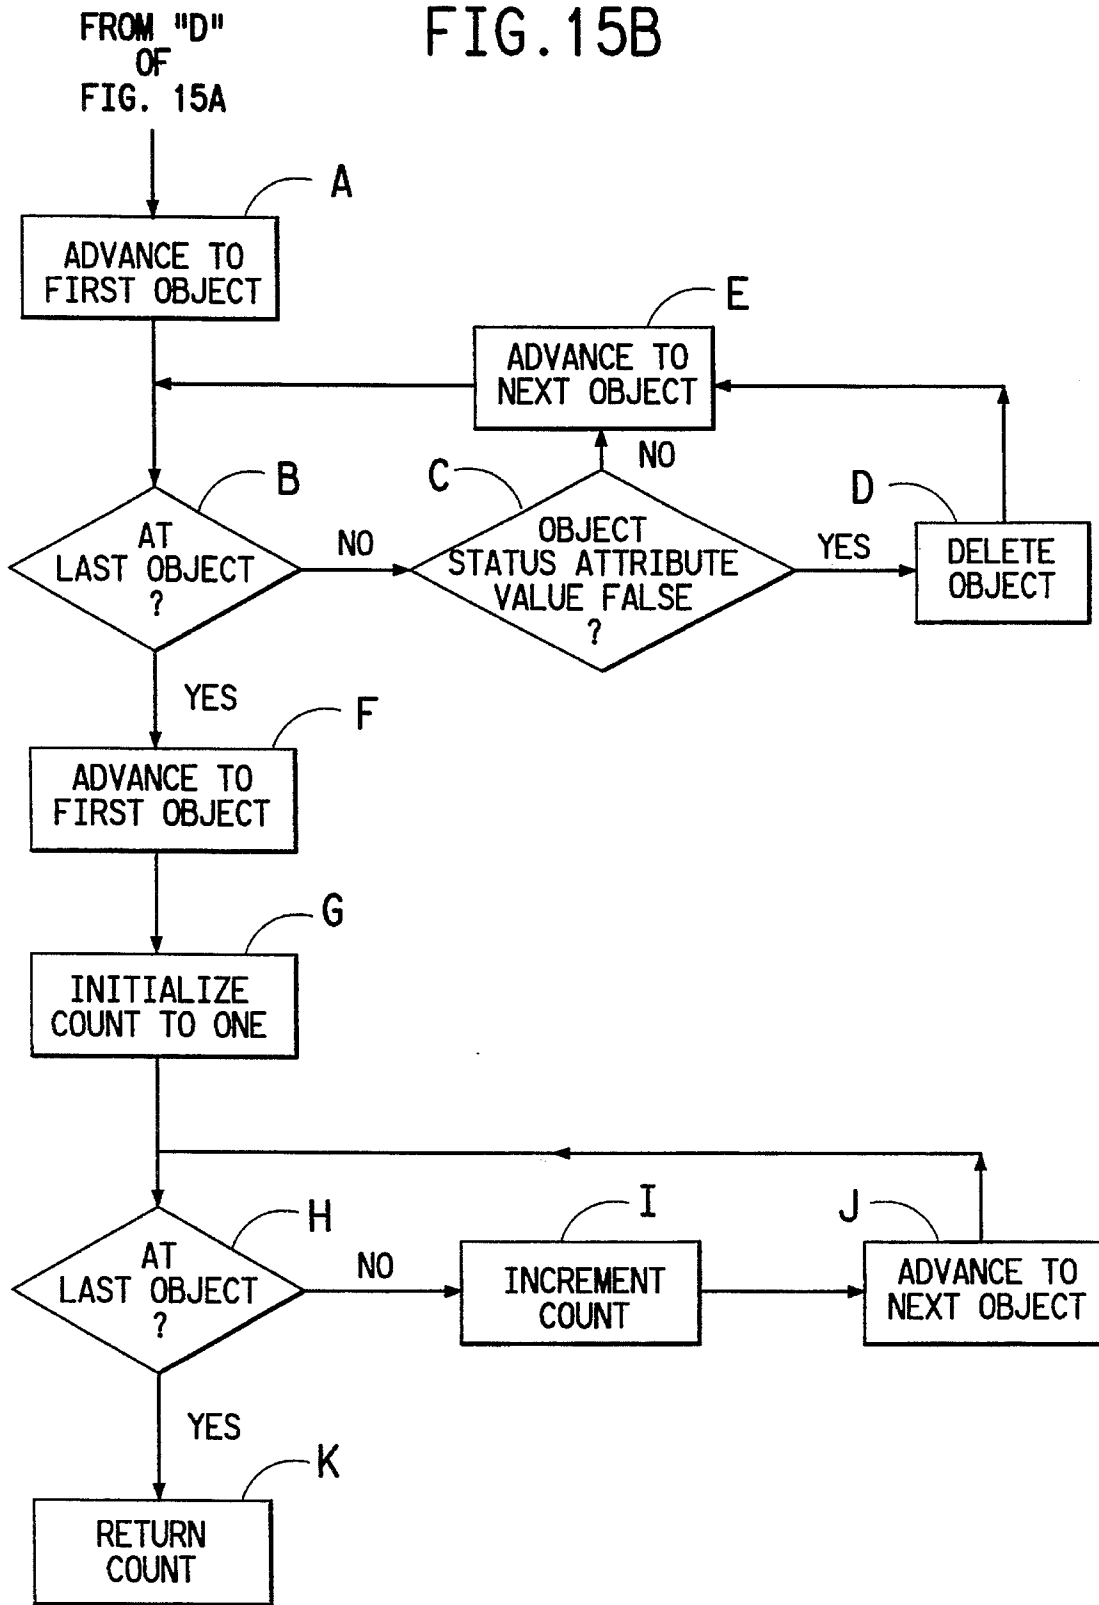 FROM "D"
OF
FIG. 15A
FIG.15B
A
ADVANCE TO
FIRST OBJECT
E
ADVANCE TO
NEXT OBJECT
B
AT
LAST OBJECT
?
NO
C
NO
OBJECT
STATUS ATTRIBUTE
VALUE FALSE
?
YES
D
DELETE
OBJECT
YES
F
ADVANCE TO
FIRST OBJECT
G
INITIALIZE
COUNT TO ONE
H
AT
LAST OBJECT
?
NO
I
INCREMENT
COUNT
J
ADVANCE TO
NEXT OBJECT
YES
K
RETURN
COUNT